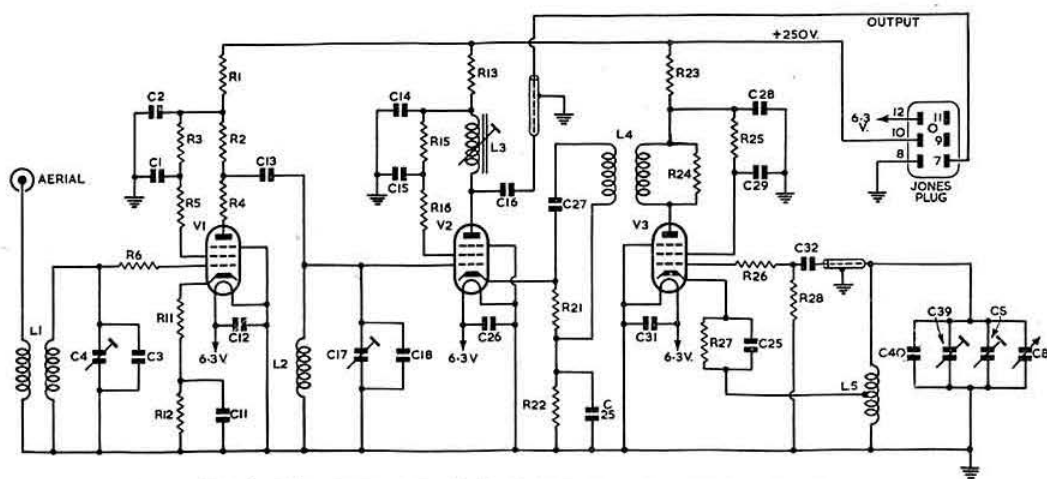 OUTPUT
+250V.
R1
R13
R23
C2
C14
C28
12
11
6·3
V.
10
9
8
7
JONES
PLUG
R3
R2
C13
R15
L3
L4
R25
C1
C15
R24
C29
AERIAL
R5
R4
R16
C16
C27
V1
V2
V3
R6
C32
R26
R28
R11
R21
C12
C26
C31
R27
C25
C39
C5
L1
C4
C3
6·3V
L2
C17
C18
6·3V
6·3V.
C40
C8
L5
R12
C11
R22
C
25